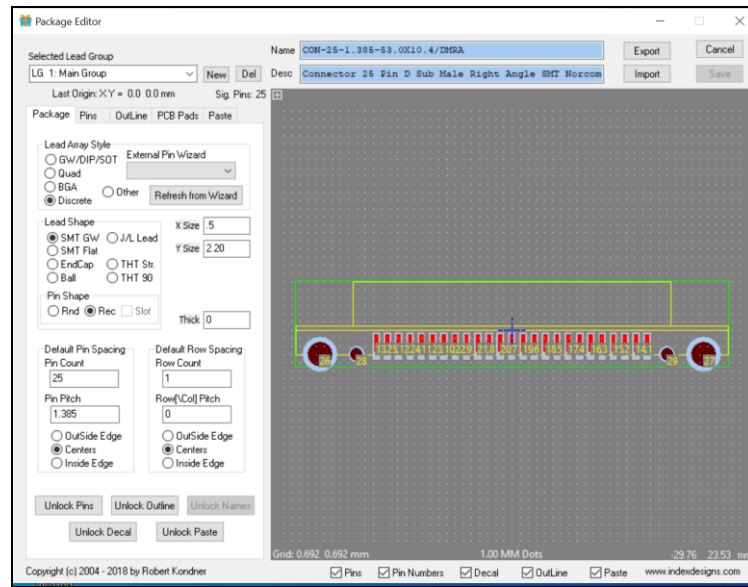 Package Editor
Selected Lead Group
LG 1: Main Group
New
Del
Last Origin: X Y = 0.0 0.0 mm
Sig. Pins: 25
Name
CON-25-1.385-53.0X10.4/DMRA
Desc
Connector 25 Pin D Sub Male Right Angle SMT Norcom
Export
Import
Cancel
Save
Package
Pins
OutLine
PCB Pads
Paste
Lead Array Style
GW/DIP/SOT
Quad
BGA
Discrete
Other
External Pin Wizard
Refresh from Wizard
Lead Shape
SMT GW
J/L Lead
SMT Flat
EndCap
THT Str.
Ball
THT 90
X Size
.5
Y Size
2.20
Pin Shape
Rnd
Rec
Slot
Thick
0
Default Pin Spacing
Pin Count
25
Pin Pitch
1.385
OutSide Edge
Centers
Inside Edge
Default Row Spacing
Row Count
1
Row[\Col] Pitch
0
OutSide Edge
Centers
Inside Edge
Unlock Pins
Unlock Outline
Unlock Names
Unlock Decal
Unlock Paste
26
28
29
27
Grid: 0.692 0.692 mm
1.00 MM Dots
-29.76 23.53 mm
Copyright (c) 2004 - 2018 by Robert Kondner
Pins
Pin Numbers
Decal
OutLine
Paste
www.indexdesigns.com